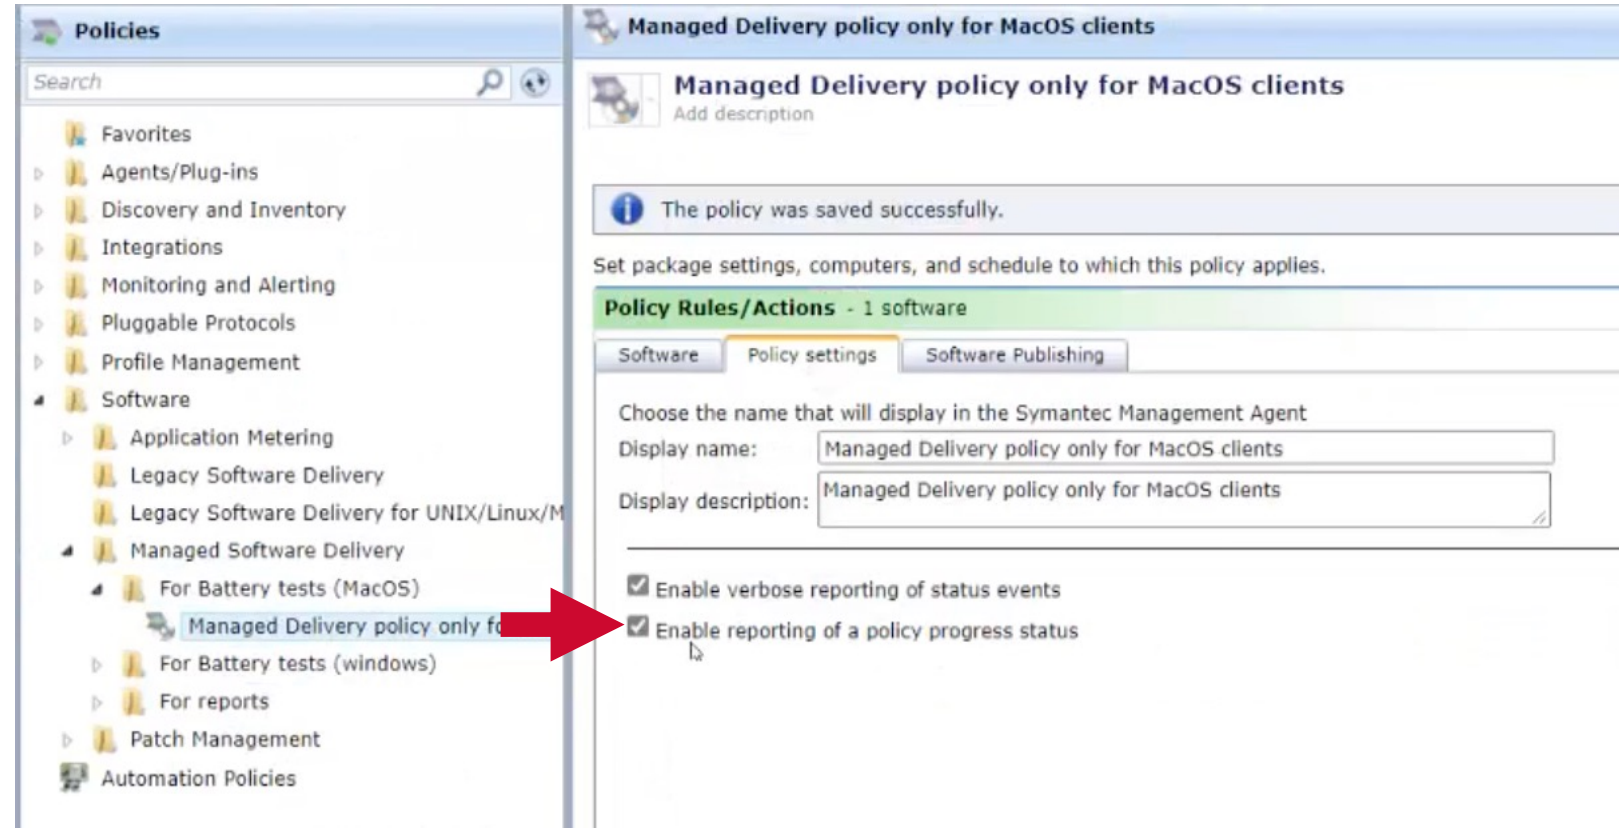 Policies
Search
Favorites
Agents/Plug-ins
Discovery and Inventory
Integrations
Monitoring and Alerting
Pluggable Protocols
Profile Management
Software
Application Metering
Legacy Software Delivery
Legacy Software Delivery for UNIX/Linux/M
Managed Software Delivery
For Battery tests (MacOS)
Managed Delivery policy only fo
For Battery tests (windows)
For reports
Patch Management
Automation Policies
Managed Delivery policy only for MacOS clients
Managed Delivery policy only for MacOS clients
Add description
The policy was saved successfully.
Set package settings, computers, and schedule to which this policy applies.
Policy Rules/Actions - 1 software
Software Policy settings Software Publishing
Choose the name that will display in the Symantec Management Agent
Display name: Managed Delivery policy only for MacOS clients
Display description: Managed Delivery policy only for MacOS clients
Enable verbose reporting of status events
Enable reporting of a policy progress status